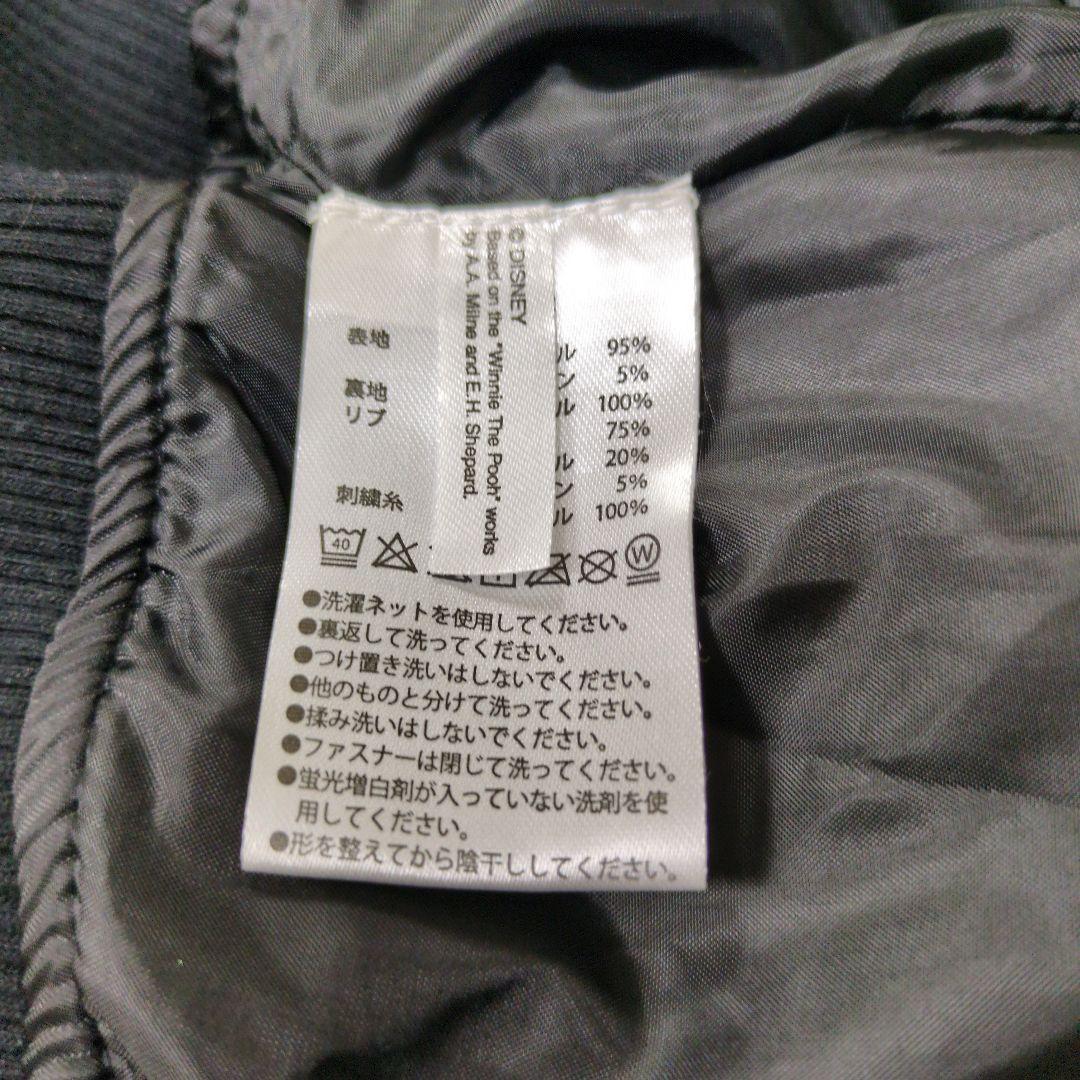 © DISNEY
Based on the "Winnie The Pooh" works
by A.A. Milne and E.H. Shepard.
表地 ル 95%
ン 5%
裏地 ル 100%
リブ 75%
ル 20%
ン 5%
刺繍糸 ル 100%
40 W
●洗濯ネットを使用してください。
●裏返して洗ってください。
●つけ置き洗いはしないでください。
●他のものと分けて洗ってください。
●揉み洗いはしないでください。
●ファスナーは閉じて洗ってください。
●蛍光増白剤が入っていない洗剤を使
用してください。
●形を整えてから陰干ししてください。